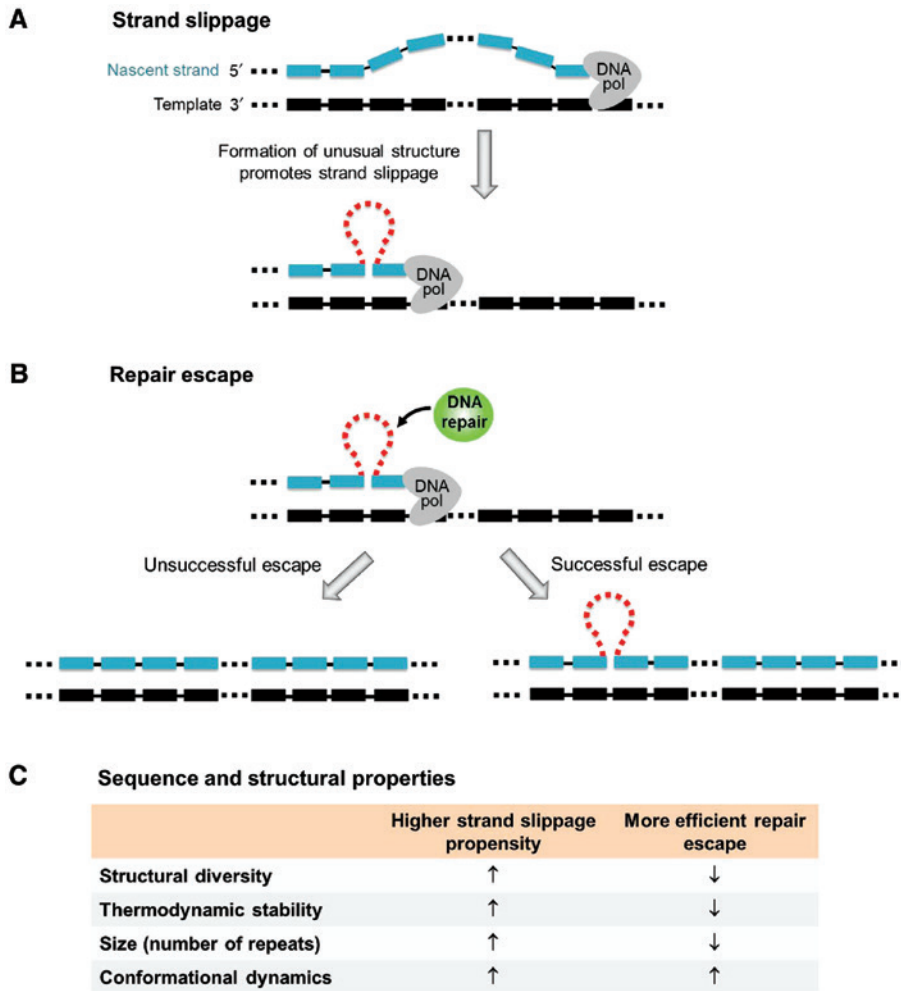 A Strand slippage
Nascent strand 5′
DNA
pol
Template 3′
Formation of unusual structure
promotes strand slippage
DNA
pol
B Repair escape
DNA
repair
DNA
pol
Unsuccessful escape
Successful escape
C Sequence and structural properties
Higher strand slippage
propensity
More efficient repair
escape
Structural diversity ↑ ↓
Thermodynamic stability ↑ ↓
Size (number of repeats) ↑ ↓
Conformational dynamics ↑ ↑